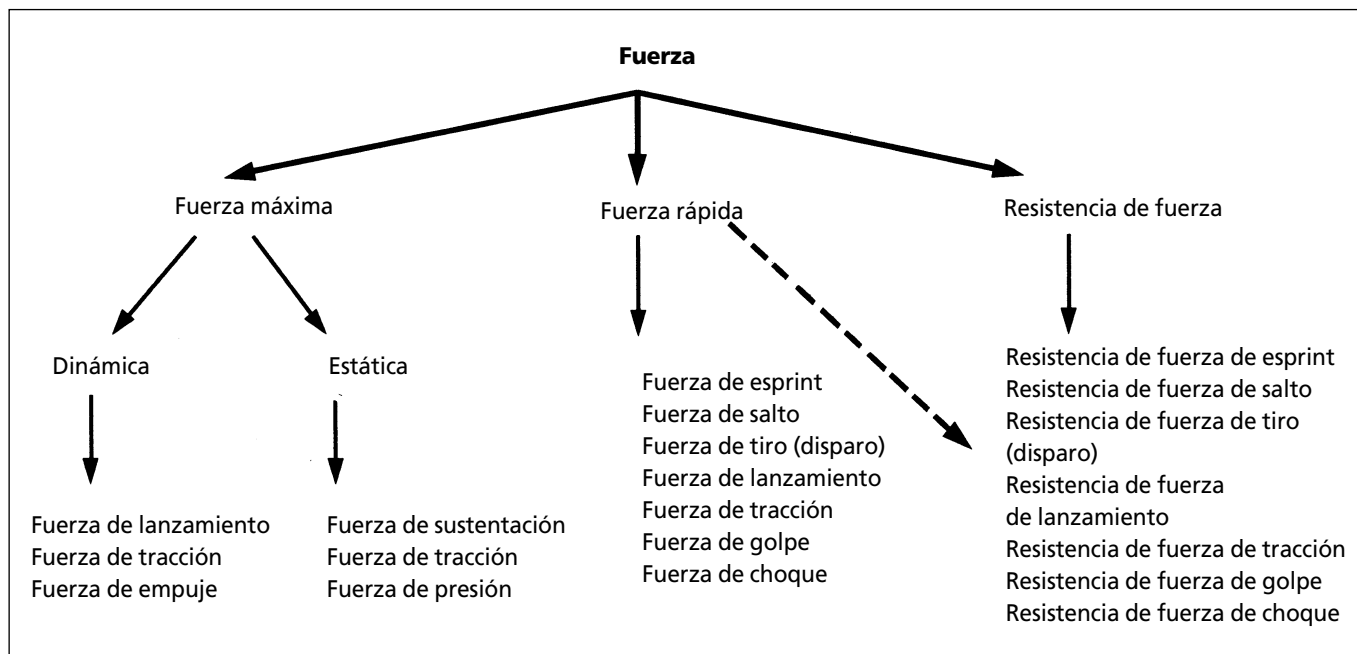 Fuerza
Fuerza máxima
Fuerza rápida
Resistencia de fuerza
Dinámica
Estática
Fuerza de lanzamiento
Fuerza de tracción
Fuerza de empuje
Fuerza de sustentación
Fuerza de tracción
Fuerza de presión
Fuerza de esprint
Fuerza de salto
Fuerza de tiro (disparo)
Fuerza de lanzamiento
Fuerza de tracción
Fuerza de golpe
Fuerza de choque
Resistencia de fuerza de esprint
Resistencia de fuerza de salto
Resistencia de fuerza de tiro
(disparo)
Resistencia de fuerza
de lanzamiento
Resistencia de fuerza de tracción
Resistencia de fuerza de golpe
Resistencia de fuerza de choque